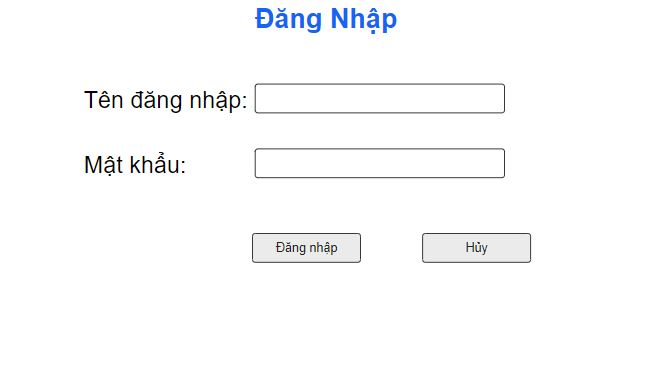 Đăng Nhập
Tên đăng nhập:
Mật khẩu:
Đăng nhập Hủy